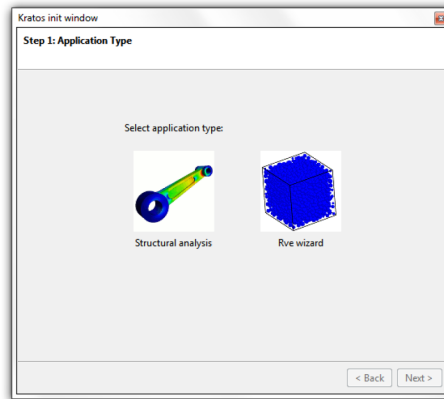 Kratos init window
Step 1: Application Type
Select application type:
Structural analysis
Rve wizard
< Back
Next >